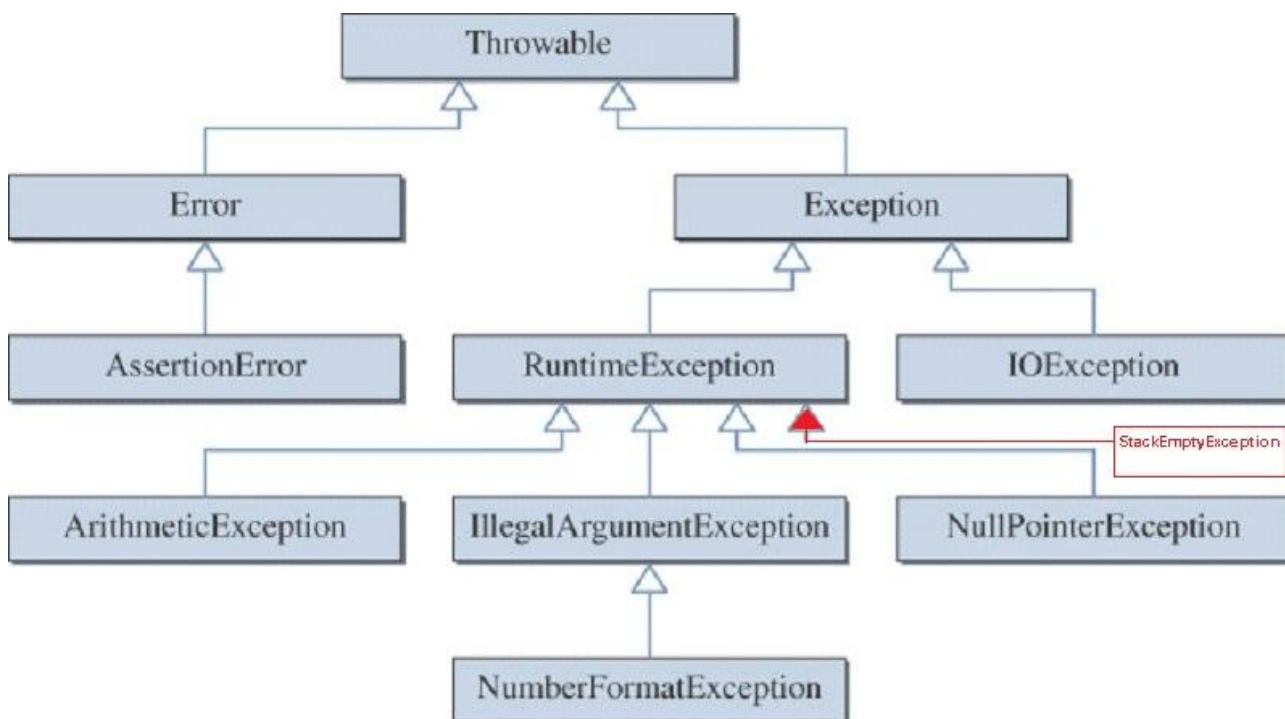 Throwable
Error
Exception
AssertionError
RuntimeException
IOException
StackEmptyException
ArithmeticException
IllegalArgumentException
NullPointerException
NumberFormatException